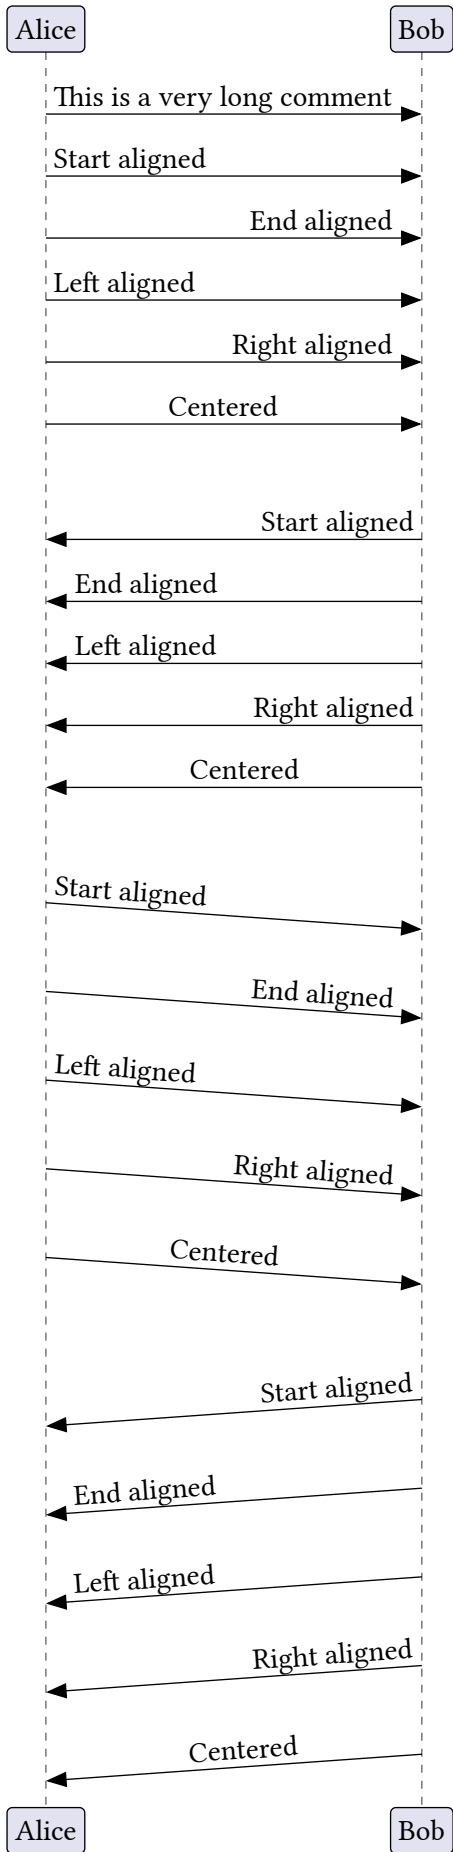 Alice Bob
This is a very long comment
Start aligned
End aligned
Left aligned
Right aligned
Centered
Start aligned
End aligned
Left aligned
Right aligned
Centered
Start aligned
End aligned
Left aligned
Right aligned
Centered
Start aligned
End aligned
Left aligned
Right aligned
Centered
Alice Bob